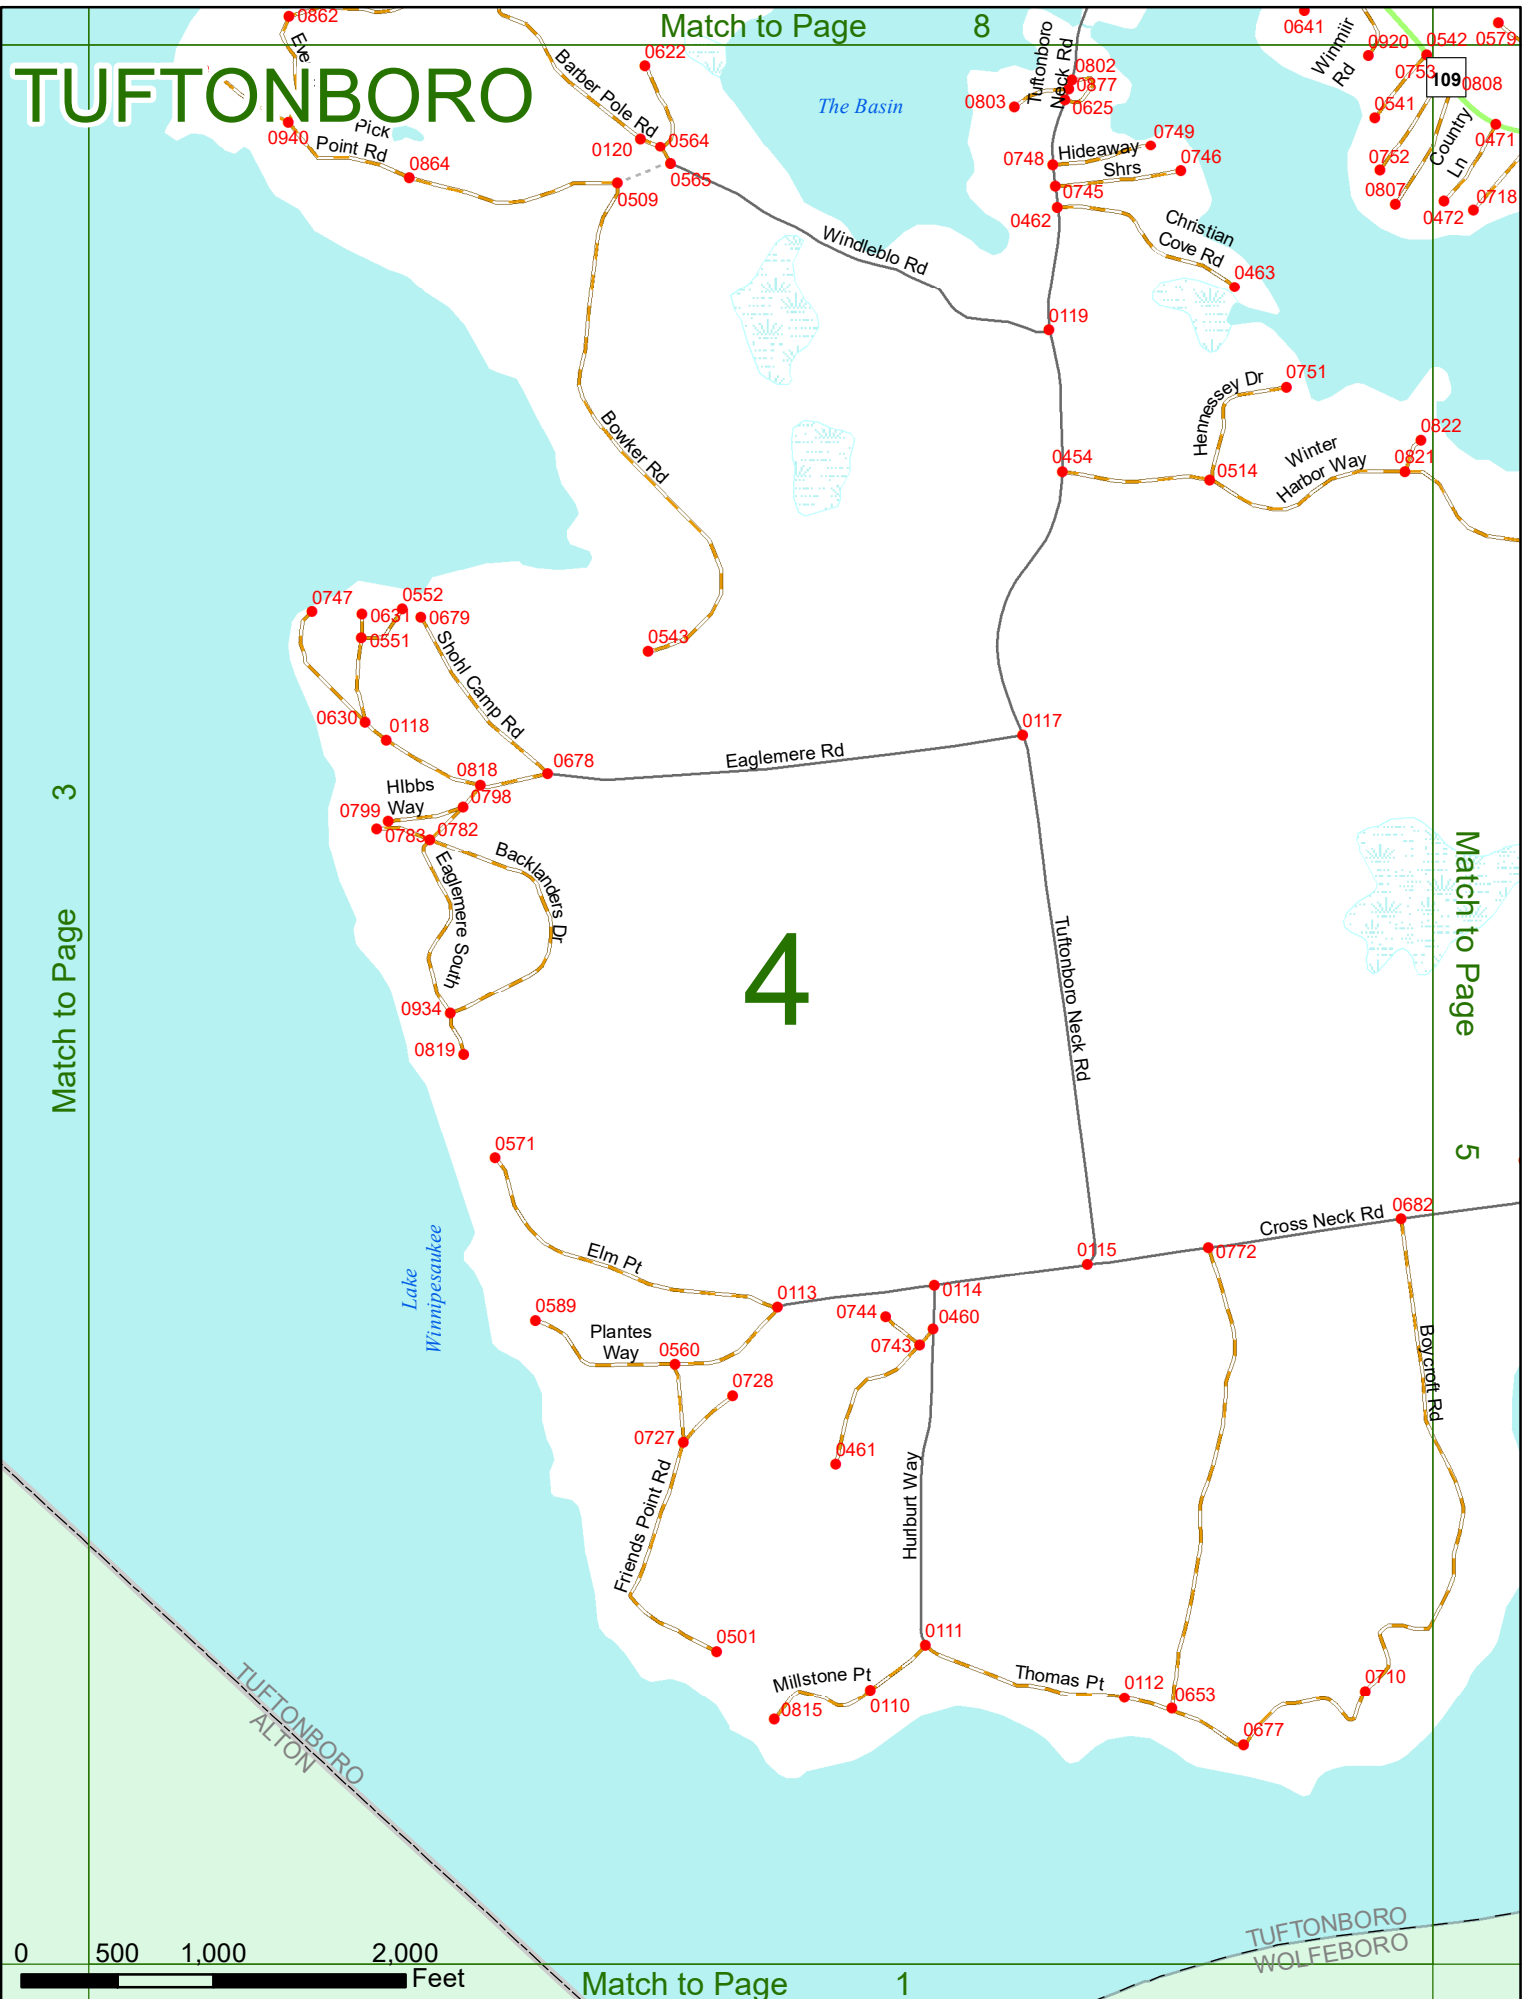 Match to Page 8
TUFTONBORO
0862
Eve
0622
Barber Pole Rd
The Basin
Tuftonboro
Neck Rd
0802
0877
0803
0625
0641
Winmiir
Rd
0920
0542
0579
0753
109
0808
0541
0471
Country
Ln
0940
Pick
Point Rd
0864
0120
0564
0565
0509
0748
Hideaway
Shrs
0749
0746
0745
0462
0752
0807
0472
0718
Christian
Cove Rd
0463
Windleblo Rd
0119
Hennessey Dr
0751
Bowker Rd
0454
0514
Winter
Harbor Way
0822
0821
0747
0631
0552
0679
0551
0543
Shohl Camp Rd
0630
0118
0678
Eaglemere Rd
0117
0818
HIbbs
Way
0798
0799
0783
0782
Backlanders Dr
Eaglemere South
3
Match to Page
Match to Page
5
4
Tuftonboro Neck Rd
0934
0819
0571
Elm Pt
Lake
Winnipesaukee
0682
Cross Neck Rd
0115
0772
0113
0114
0589
Plantes
Way
0560
0744
0460
0743
0728
0727
0461
Boycroft Rd
Friends Point Rd
Hurlburt Way
0501
0111
Millstone Pt
0815
0110
Thomas Pt
0112
0653
0710
0677
TUFTONBORO
ALTON
TUFTONBORO
WOLFEBORO
0 500 1,000 2,000
Feet
Match to Page 1